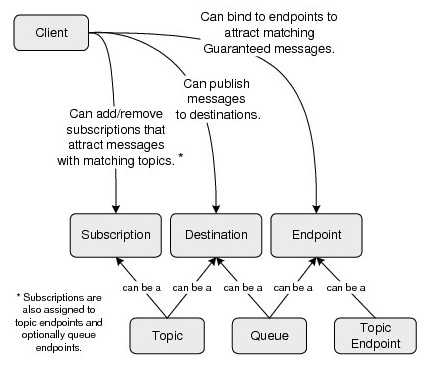 Client
Can bind to endpoints to
attract matching
Guaranteed messages.
Can publish
messages
to destinations.
Can add/remove
subscriptions that
attract messages
with matching topics. *
Subscription
Destination
Endpoint
can be a
can be a
can be a
can be a
can be a
* Subscriptions are
also assigned to
topic endpoints and
optionally queue
endpoints.
Topic
Queue
Topic
Endpoint